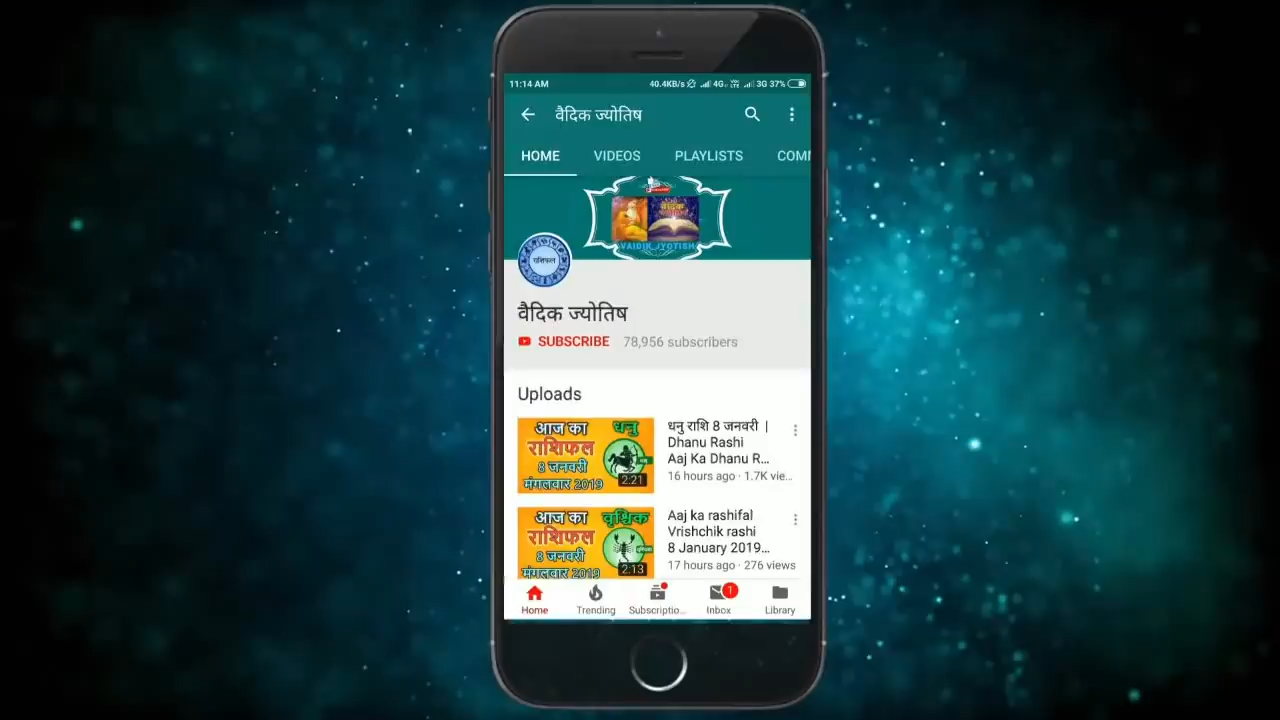 11:14 AM
40.4KB/s 4G VoLTE 3G 37%
वैदिक ज्योतिष
HOME VIDEOS PLAYLISTS COM
वैदिक
VAIDIK JYOTISH
राशिफल
वैदिक ज्योतिष
SUBSCRIBE 78,956 subscribers
Uploads
आज का धनु
राशिफल
8 जनवरी
मंगलवार 2019
2:21
धनु राशि 8 जनवरी |
Dhanu Rashi
Aaj Ka Dhanu R...
16 hours ago · 1.7K vie...
आज का वृश्चिक
राशिफल
8 जनवरी
मंगलवार 2019
2:13
Aaj ka rashifal
Vrishchik rashi
8 January 2019...
17 hours ago · 276 views
1
Home Trending Subscriptio... Inbox Library